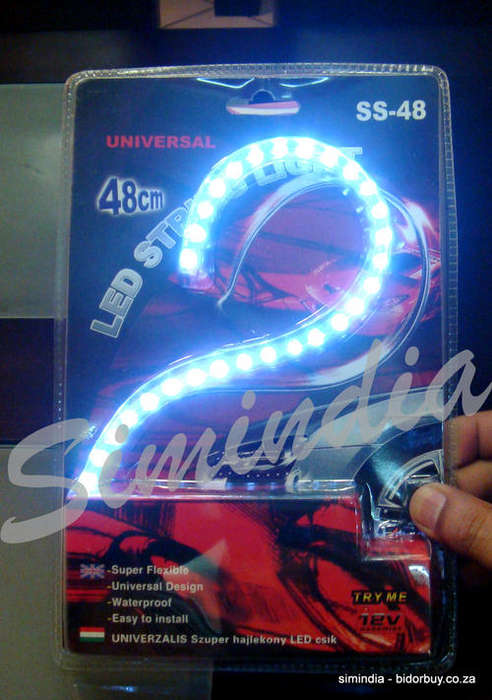 SS-48
UNIVERSAL
48cm
LED STRIP LIGHT
Simindia
-Super Flexible
-Universal Design
-Waterproof
-Easy to install
TRY ME
12V
UNIVERZALIS Szuper hajlekony LED csik
simindia - bidorbuy.co.za